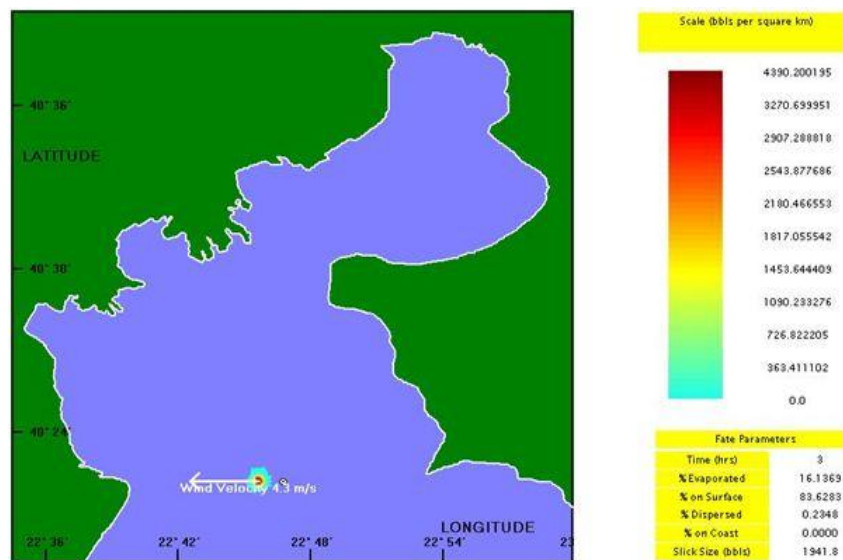 Scale (bbls per square km)
4390.200195
3270.699951
2907.288818
2543.877686
2180.466553
1817.055542
1453.644409
1090.233276
726.822205
363.411102
0.0
40° 36'
LATITUDE
40° 30'
40° 24'
Wind Velocity 4.3 m/s
LONGITUDE
22° 36' 22° 42' 22° 48' 22° 54' 23
Fate Parameters
Time (hrs) 3
% Evaporated 16.1369
% on Surface 83.6283
% Dispersed 0.2348
% on Coast 0.0000
Slick Size (bbls) 1941.8